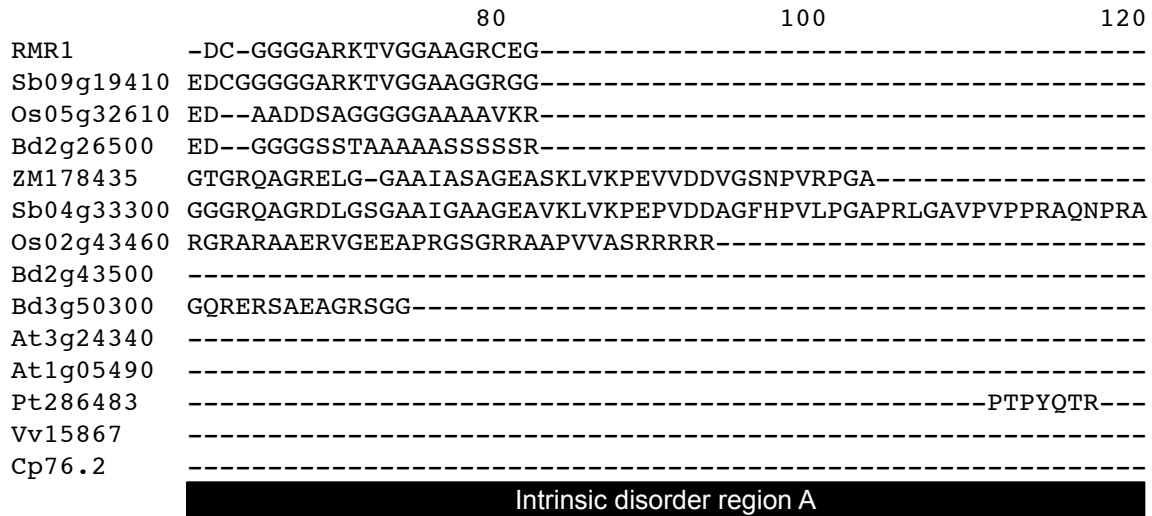 80 100 120
RMR1 -DC-GGGGARKTVGGAAGRCEG--------------------------------------
Sb09g19410 EDCGGGGGARKTVGGAAGGRGG--------------------------------------
Os05g32610 ED--AADDSAGGGGGAAAAVKR--------------------------------------
Bd2g26500 ED--GGGGSSTAAAAASSSSSR--------------------------------------
ZM178435 GTGRQAGRELG-GAAIASAGEASKLVKPEVVDDVGSNPVRPGA-----------------
Sb04g33300 GGGRQAGRDLGSGAAIGAAGEAVKLVKPEPVDDAGFHPVLPGAPRLGAVPVPPRAQNPRA
Os02g43460 RGRARAAERVGEEAPRGSGRRAAPVVASRRRRR---------------------------
Bd2g43500 ------------------------------------------------------------
Bd3g50300 GQRERSAEAGRSGG----------------------------------------------
At3g24340 ------------------------------------------------------------
At1g05490 ------------------------------------------------------------
Pt286483 --------------------------------------------------PTPYQTR---
Vv15867 ------------------------------------------------------------
Cp76.2 ------------------------------------------------------------
Intrinsic disorder region A